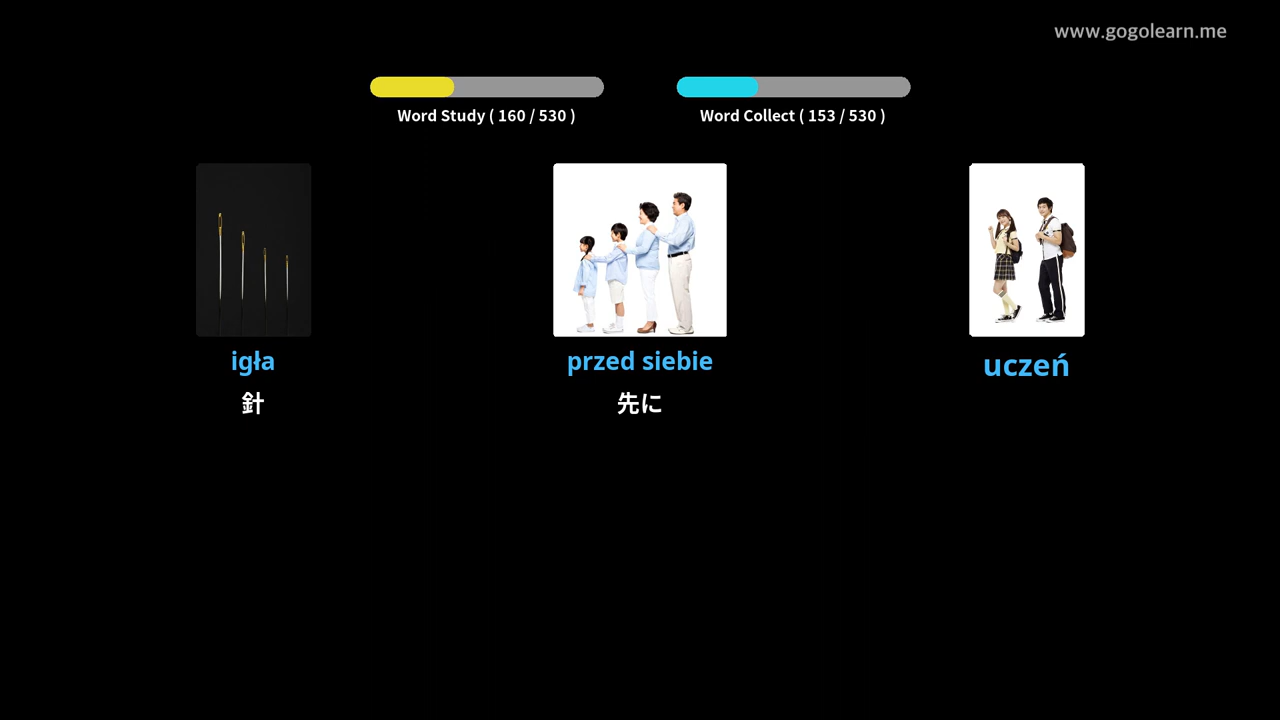 www.gogolearn.me
Word Study ( 160 / 530 )
Word Collect ( 153 / 530 )
igła
przed siebie
uczeń
針
先に